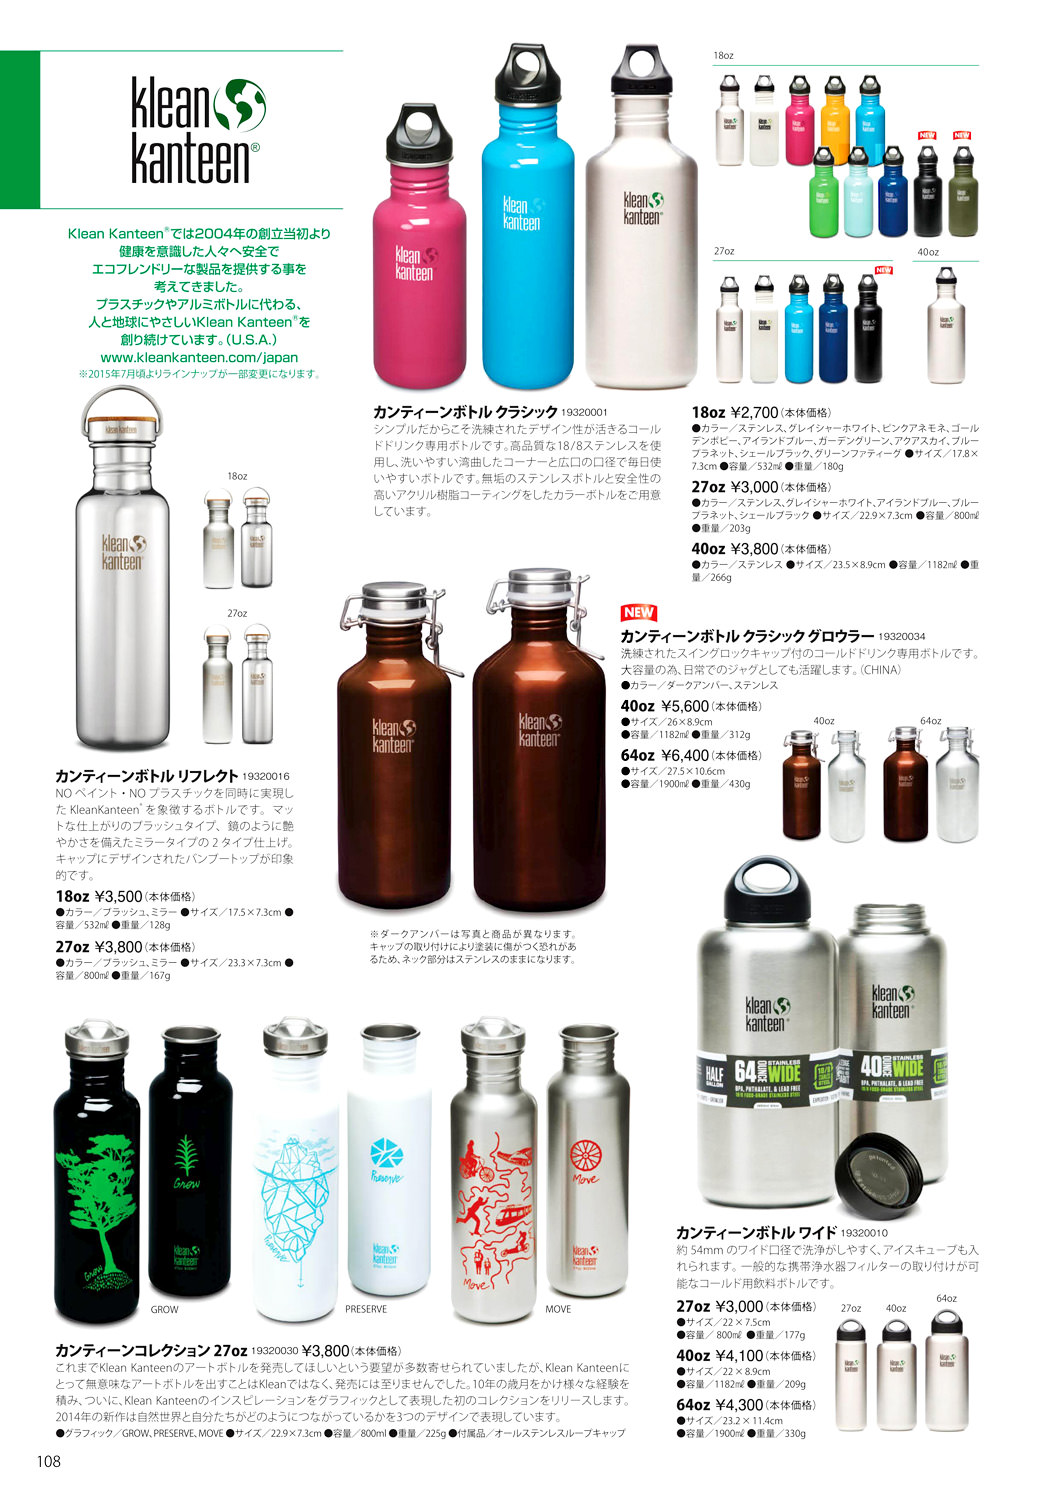 klean
kanteen®
Klean Kanteen®では2004年の創立当初より
健康を意識した人々へ安全で
エコフレンドリーな製品を提供する事を
考えてきました。
プラスチックやアルミボトルに代わる、
人と地球にやさしいKlean Kanteen®を
創り続けています。(U.S.A.)
www.kleankanteen.com/japan
※2015年7月頃よりラインナップが一部変更になります。
klean
kanteen
klean
kanteen
klean
kanteen®
18oz
NEW
NEW
27oz
NEW
40oz
カンティーンボトル クラシック 19320001
シンプルだからこそ洗練されたデザイン性が活きるコール
ドドリンク専用ボトルです。高品質な18/8ステンレスを使
用し、洗いやすい湾曲したコーナーと広口の口径で毎日使
いやすいボトルです。無垢のステンレスボトルと安全性の
高いアクリル樹脂コーティングをしたカラーボトルをご用意
しています。
18oz ¥2,700(本体価格)
●カラー／ステンレス、グレイシャーホワイト、ピンクアネモネ、ゴール
デンポピー、アイランドブルー、ガーデングリーン、アクアスカイ、ブルー
プラネット、シェールブラック、グリーンファティーグ ●サイズ／17.8×
7.3cm ●容量／532㎖ ●重量／180g
27oz ¥3,000(本体価格)
●カラー／ステンレス、グレイシャーホワイト、アイランドブルー、ブルー
プラネット、シェールブラック ●サイズ／22.9×7.3cm ●容量／800㎖
●重量／203g
40oz ¥3,800(本体価格)
●カラー／ステンレス ●サイズ／23.5×8.9cm ●容量／1182㎖ ●重
量／266g
klean
kanteen®
18oz
27oz
カンティーンボトル リフレクト 19320016
NO ペイント・NO プラスチックを同時に実現し
た KleanKanteen® を象徴するボトルです。マッ
トな仕上がりのブラッシュタイプ、鏡のように艶
やかさを備えたミラータイプの 2 タイプ仕上げ。
キャップにデザインされたバンブートップが印象
的です。
18oz ¥3,500(本体価格)
●カラー／ブラッシュ、ミラー ●サイズ／17.5×7.3cm ●
容量／532㎖ ●重量／128g
27oz ¥3,800(本体価格)
●カラー／ブラッシュ、ミラー ●サイズ／23.3×7.3cm ●
容量／800㎖ ●重量／167g
klean
kanteen®
klean
kanteen®
※ダークアンバーは写真と商品が異なります。
キャップの取り付けにより塗装に傷がつく恐れがあ
るため、ネック部分はステンレスのままになります。
NEW
カンティーンボトル クラシック グロウラー 19320034
洗練されたスイングロックキャップ付のコールドドリンク専用ボトルです。
大容量の為、日常でのジャグとしても活躍します。(CHINA)
●カラー／ダークアンバー、ステンレス
40oz ¥5,600(本体価格)
●サイズ／26×8.9cm
●容量／1182㎖ ●重量／312g
64oz ¥6,400(本体価格)
●サイズ／27.5×10.6cm
●容量／1900㎖ ●重量／430g
40oz
64oz
klean
kanteen®
klean
kanteen®
HALF
GALLON
64 OUNCE STAINLESS WIDE
BPA, PHTHALATE, & LEAD FREE
18/8 FOOD-GRADE STAINLESS STEEL
40 OUNCE STAINLESS WIDE
BPA, PHTHALATE, & LEAD FREE
18/8 FOOD-GRADE STAINLESS STEEL
カンティーンボトル ワイド 19320010
約 54mm のワイド口径で洗浄がしやすく、アイスキューブも入
れられます。一般的な携帯浄水器フィルターの取り付けが可
能なコールド用飲料ボトルです。
27oz ¥3,000(本体価格)
●サイズ／22×7.5cm
●容量／ 800㎖ ●重量／177g
40oz ¥4,100(本体価格)
●サイズ／22×8.9cm
●容量／1182㎖ ●重量／209g
64oz ¥4,300(本体価格)
●サイズ／23.2×11.4cm
●容量／1900㎖ ●重量／330g
27oz
40oz
64oz
Grow
Grow
klean
kanteen
Preserve
Preserve
klean
kanteen
Move
Move
klean
kanteen
GROW
PRESERVE
MOVE
カンティーンコレクション 27oz 19320030 ¥3,800(本体価格)
これまでKlean Kanteenのアートボトルを発売してほしいという要望が多数寄せられていましたが、Klean Kanteenに
とって無意味なアートボトルを出すことはKleanではなく、発売には至りませんでした。10年の歳月をかけ様々な経験を
積み、ついに、Klean Kanteenのインスピレーションをグラフィックとして表現した初のコレクションをリリースします。
2014年の新作は自然世界と自分たちがどのようにつながっているかを3つのデザインで表現しています。
●グラフィック／GROW、PRESERVE、MOVE ●サイズ／22.9×7.3cm ●容量／800ml ●重量／225g ●付属品／オールステンレスループキャップ
108